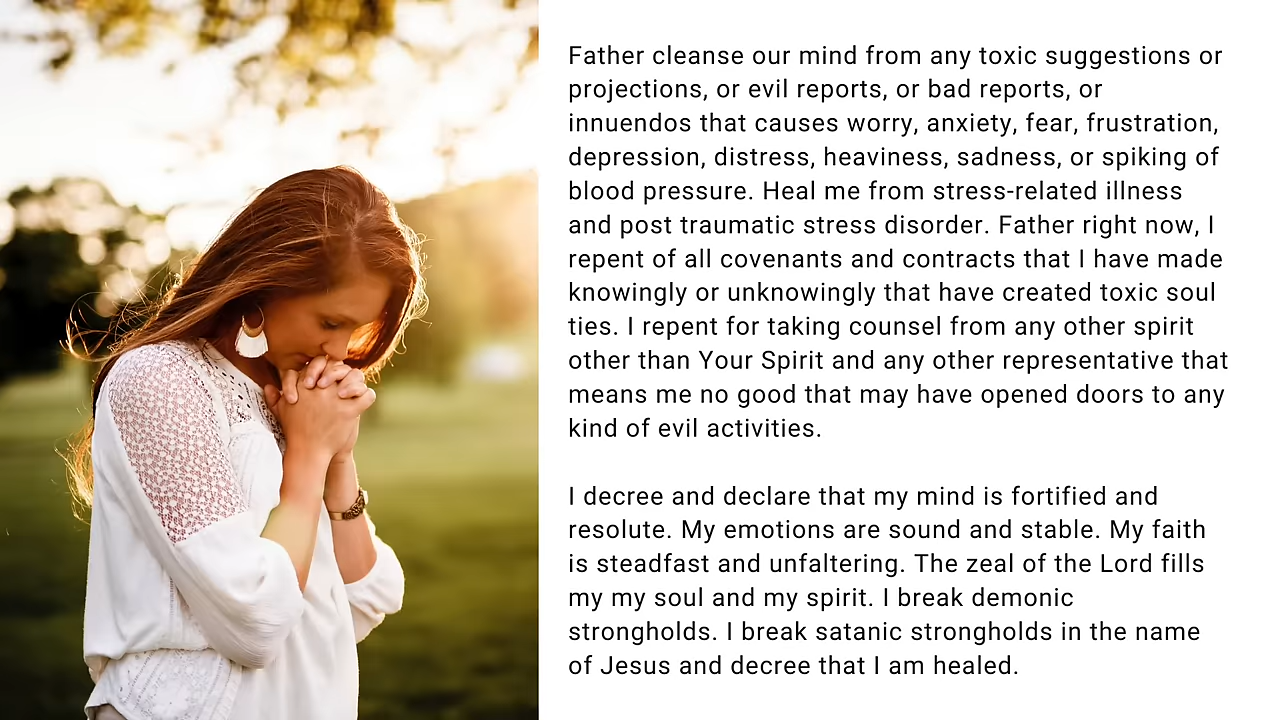 Father cleanse our mind from any toxic suggestions or
projections, or evil reports, or bad reports, or
innuendos that causes worry, anxiety, fear, frustration,
depression, distress, heaviness, sadness, or spiking of
blood pressure. Heal me from stress-related illness
and post traumatic stress disorder. Father right now, I
repent of all covenants and contracts that I have made
knowingly or unknowingly that have created toxic soul
ties. I repent for taking counsel from any other spirit
other than Your Spirit and any other representative that
means me no good that may have opened doors to any
kind of evil activities.
I decree and declare that my mind is fortified and
resolute. My emotions are sound and stable. My faith
is steadfast and unfaltering. The zeal of the Lord fills
my my soul and my spirit. I break demonic
strongholds. I break satanic strongholds in the name
of Jesus and decree that I am healed.